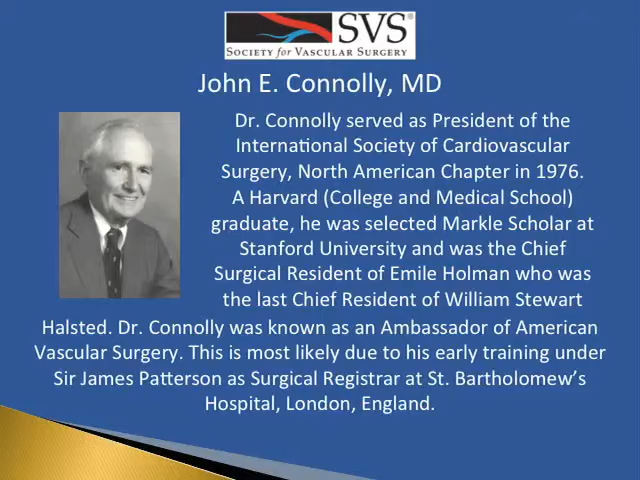 SVS®
SOCIETY for VASCULAR SURGERY
John E. Connolly, MD
Dr. Connolly served as President of the
International Society of Cardiovascular
Surgery, North American Chapter in 1976.
A Harvard (College and Medical School)
graduate, he was selected Markle Scholar at
Stanford University and was the Chief
Surgical Resident of Emile Holman who was
the last Chief Resident of William Stewart
Halsted. Dr. Connolly was known as an Ambassador of American
Vascular Surgery. This is most likely due to his early training under
Sir James Patterson as Surgical Registrar at St. Bartholomew’s
Hospital, London, England.